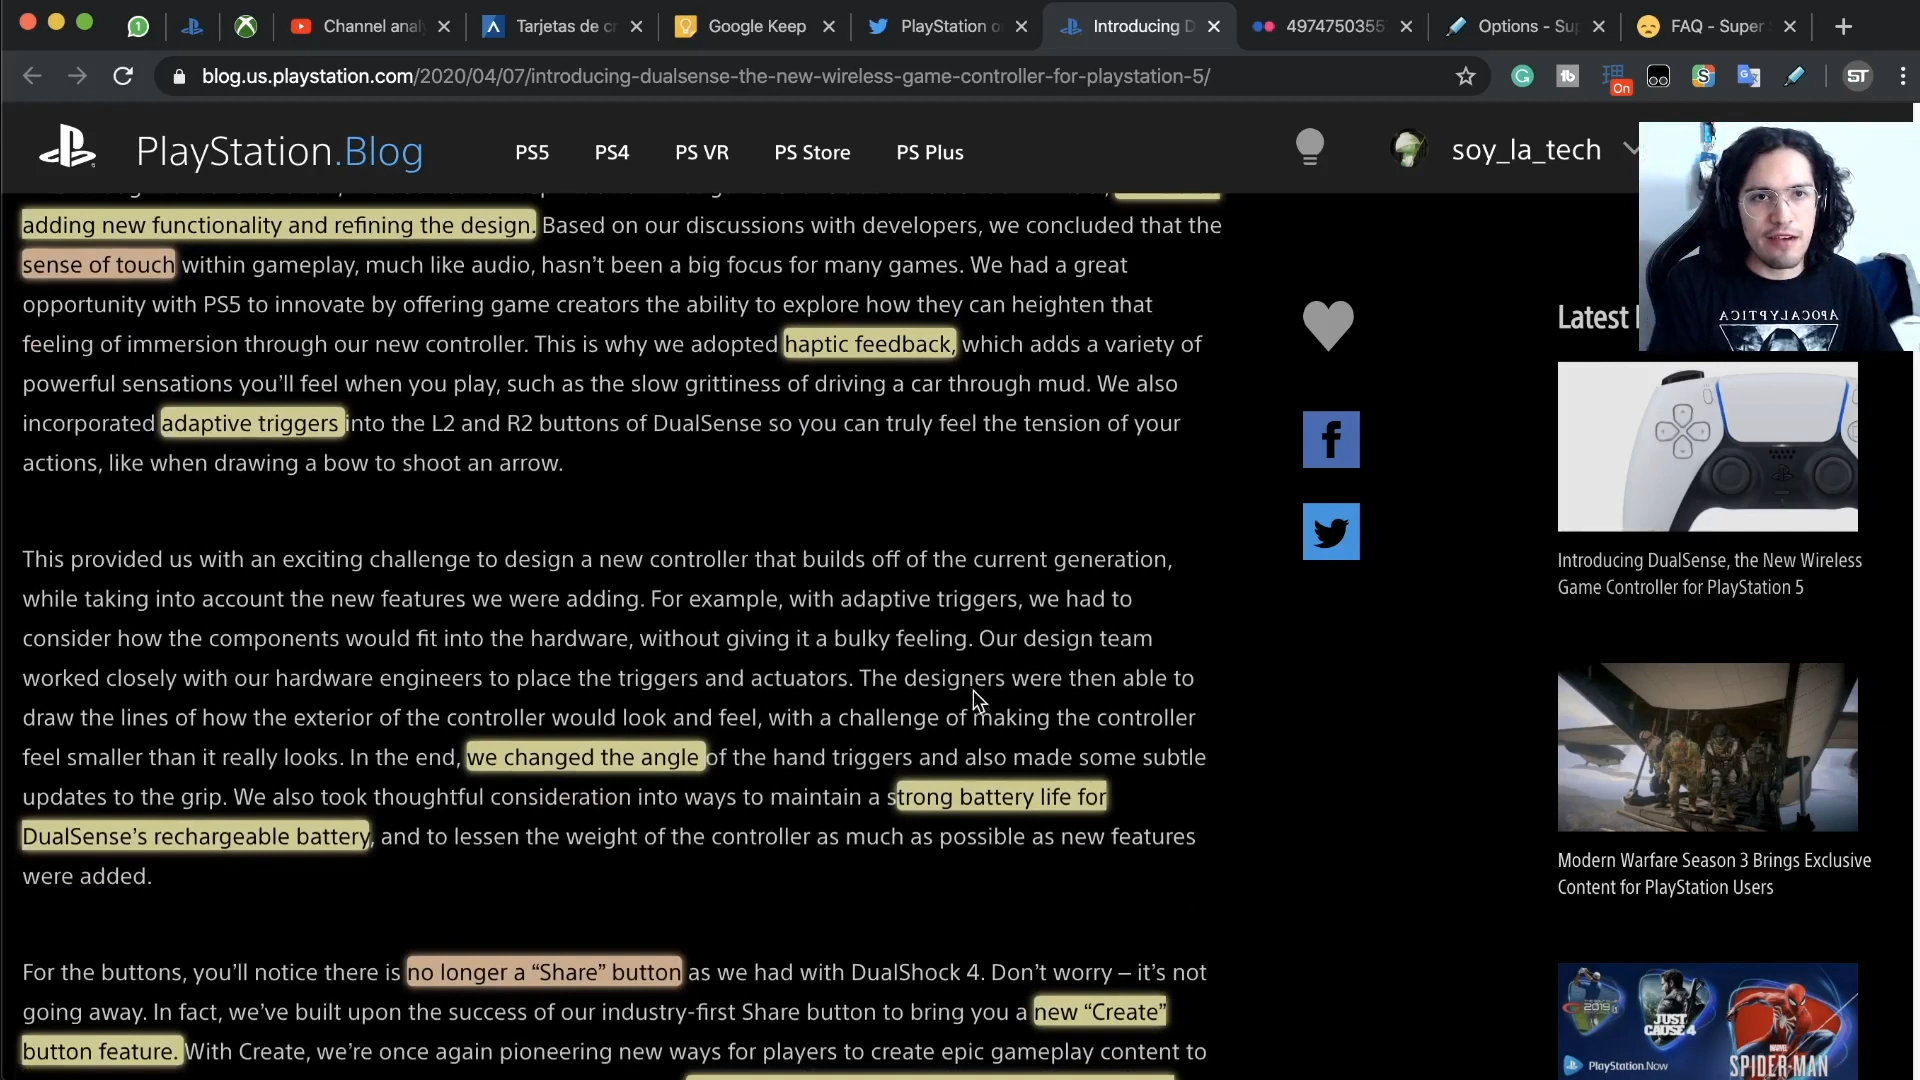 Channel anal
Tarjetas de cr
Google Keep
PlayStation o
Introducing D
497475035
Options - Sup
FAQ - Super
blog.us.playstation.com/2020/04/07/introducing-dualsense-the-new-wireless-game-controller-for-playstation-5/
On
PlayStation.Blog
PS5
PS4
PS VR
PS Store
PS Plus
soy_la_tech
adding new functionality and refining the design. Based on our discussions with developers, we concluded that the
sense of touch within gameplay, much like audio, hasn't been a big focus for many games. We had a great
opportunity with PS5 to innovate by offering game creators the ability to explore how they can heighten that
feeling of immersion through our new controller. This is why we adopted haptic feedback, which adds a variety of
powerful sensations you'll feel when you play, such as the slow grittiness of driving a car through mud. We also
incorporated adaptive triggers into the L2 and R2 buttons of DualSense so you can truly feel the tension of your
actions, like when drawing a bow to shoot an arrow.
This provided us with an exciting challenge to design a new controller that builds off of the current generation,
while taking into account the new features we were adding. For example, with adaptive triggers, we had to
consider how the components would fit into the hardware, without giving it a bulky feeling. Our design team
worked closely with our hardware engineers to place the triggers and actuators. The designers were then able to
draw the lines of how the exterior of the controller would look and feel, with a challenge of making the controller
feel smaller than it really looks. In the end, we changed the angle of the hand triggers and also made some subtle
updates to the grip. We also took thoughtful consideration into ways to maintain a strong battery life for
DualSense's rechargeable battery, and to lessen the weight of the controller as much as possible as new features
were added.
For the buttons, you'll notice there is no longer a “Share” button as we had with DualShock 4. Don't worry – it's not
going away. In fact, we've built upon the success of our industry-first Share button to bring you a new “Create”
button feature. With Create, we're once again pioneering new ways for players to create epic gameplay content to
APOCALYPTICA
Latest
Introducing DualSense, the New Wireless
Game Controller for PlayStation 5
Modern Warfare Season 3 Brings Exclusive
Content for PlayStation Users
JUST
CAUSE 4
MARVEL
SPIDER-MAN
PlayStation.Now